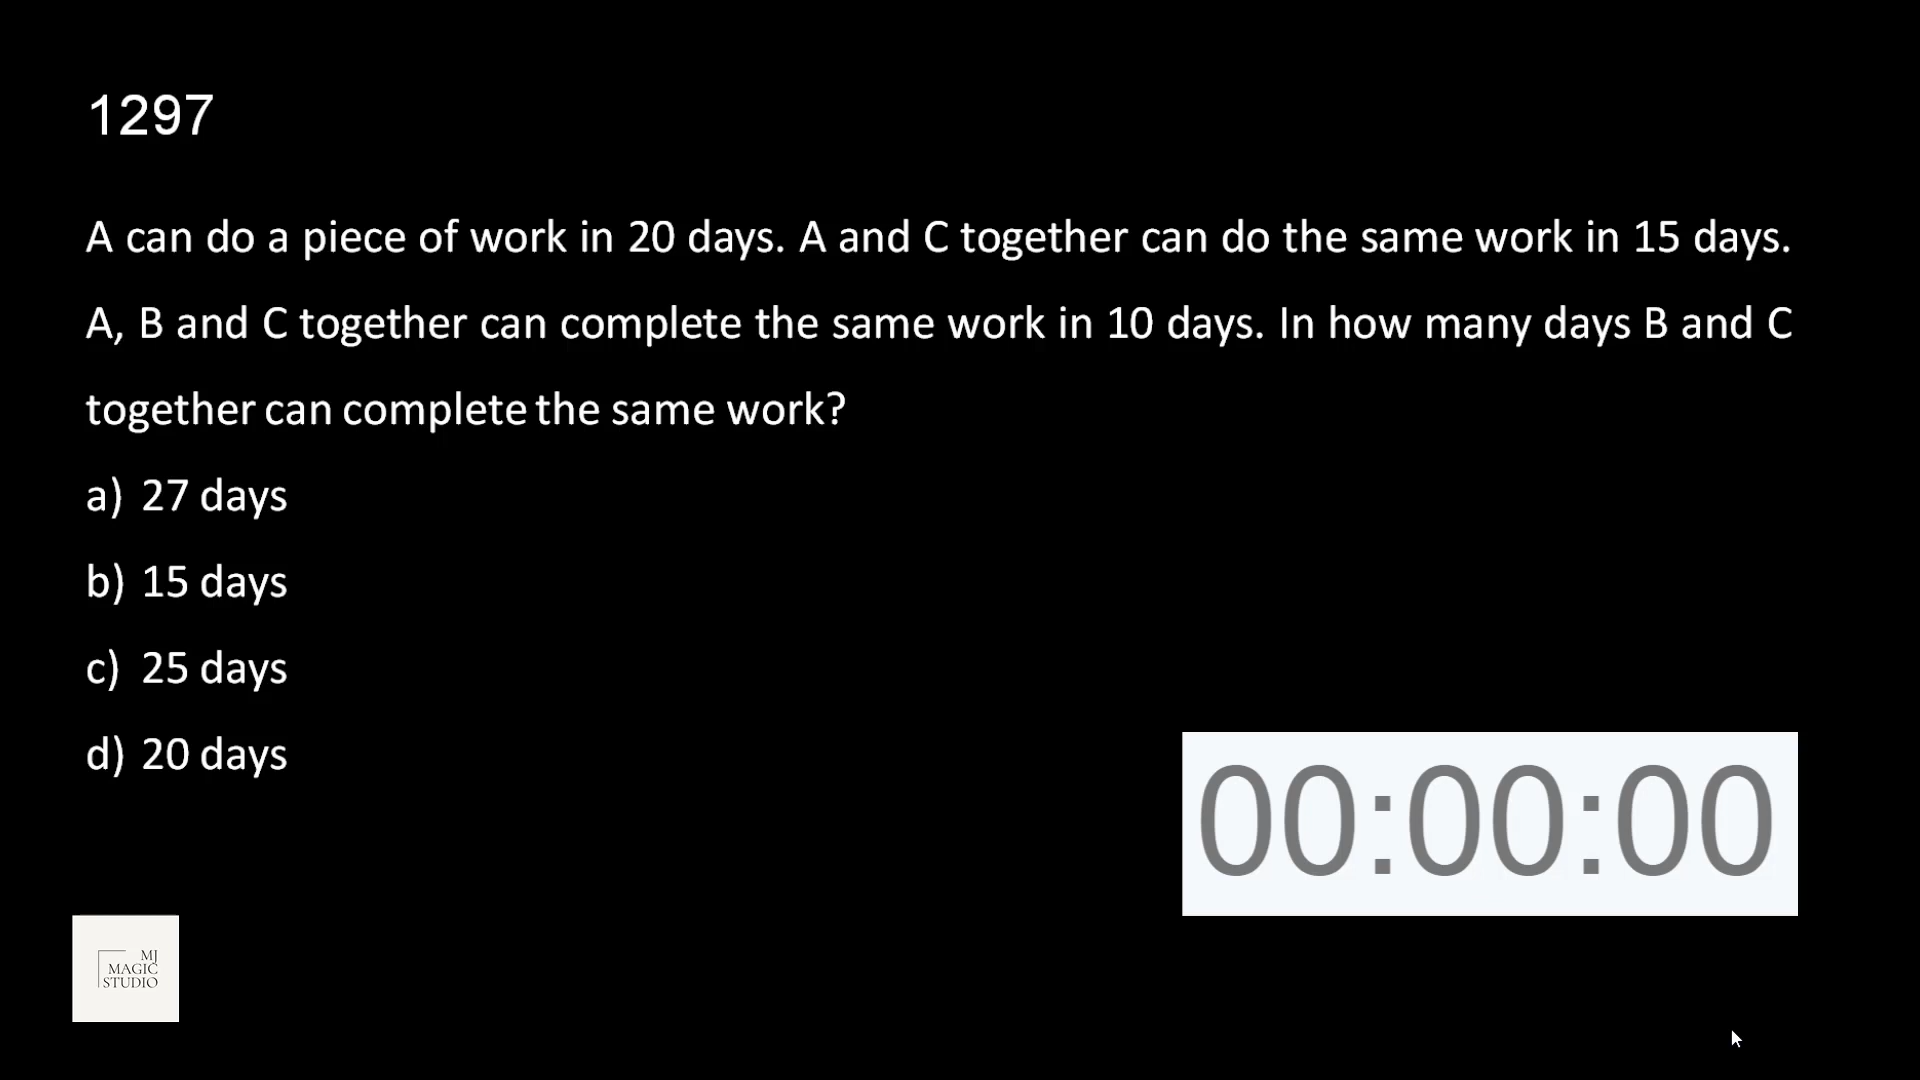 1297
A can do a piece of work in 20 days. A and C together can do the same work in 15 days.
A, B and C together can complete the same work in 10 days. In how many days B and C
together can complete the same work?
a) 27 days
b) 15 days
c) 25 days
d) 20 days
00:00:00
MJ
MAGIC
STUDIO